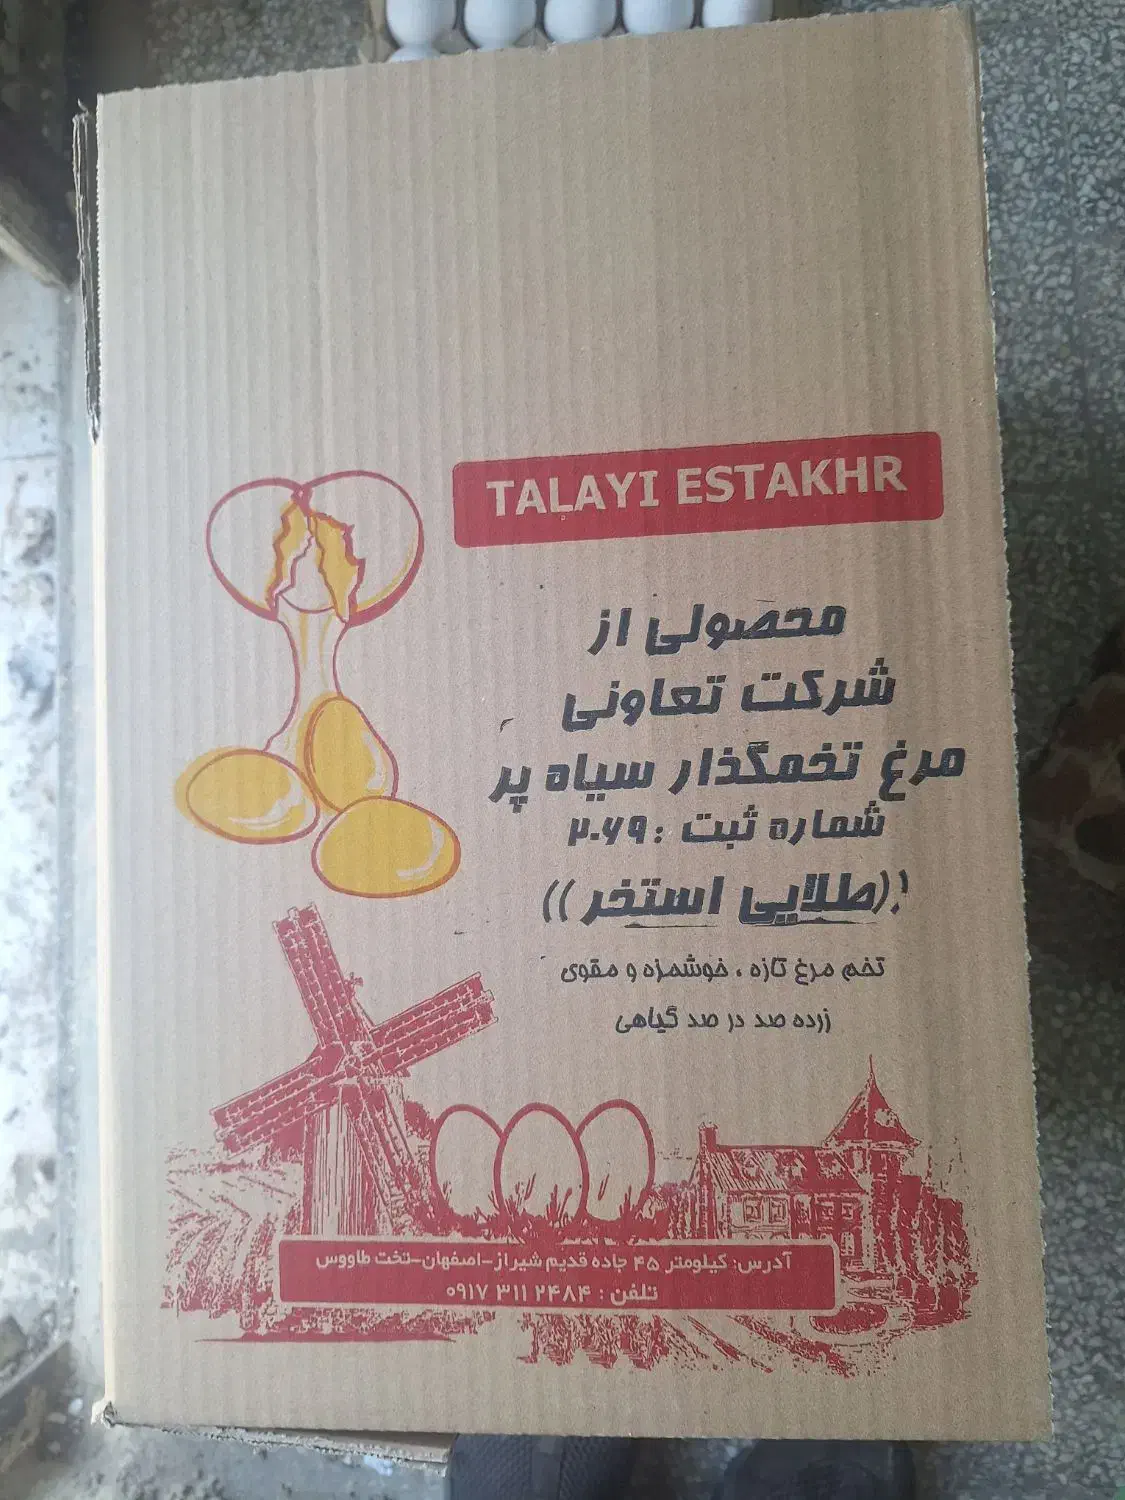 TALAYI ESTAKHR
محصولی از
شرکت تعاونی
مرغ تخمگذار سیاه پر
شماره ثبت : ۲۰۶۹
((طلایی استخر))
تخم مرغ تازه ، خوشمزه و مقوی
زرده صد در صد گیاهی
آدرس: کیلومتر ۴۵ جاده قدیم شیراز-اصفهان-تخت طاووس
تلفن : ۰۹۱۷ ۳۱۱ ۲۴۸۴